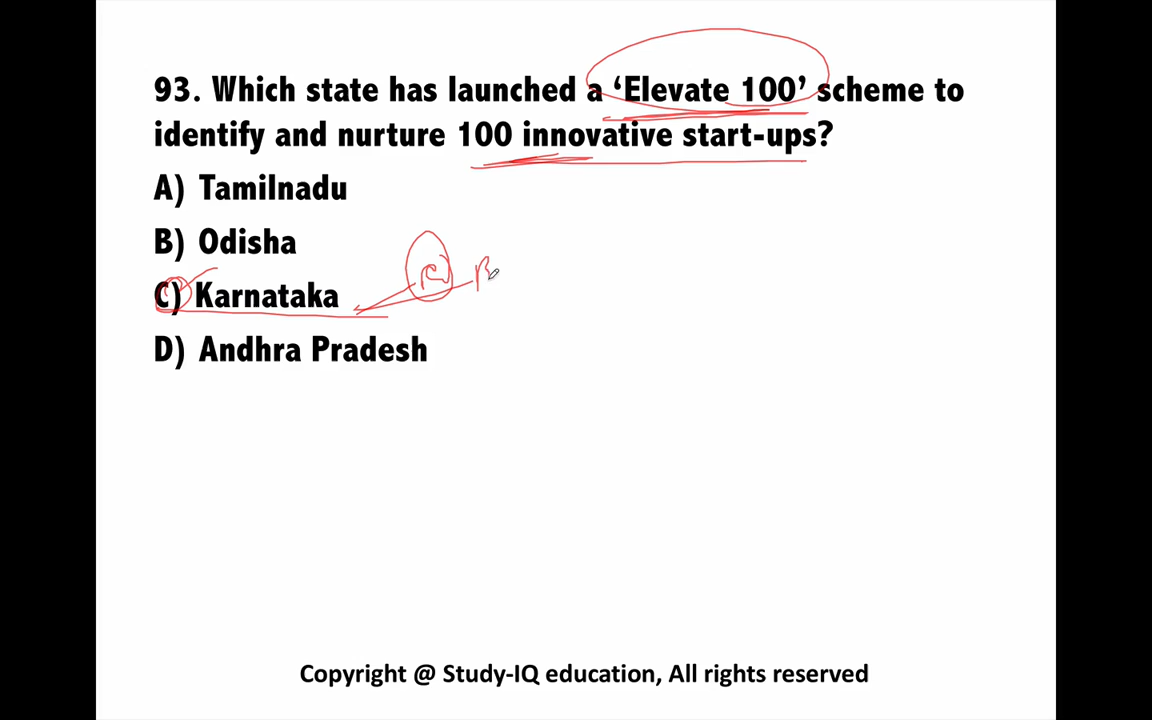 93. Which state has launched a ‘Elevate 100’ scheme to
identify and nurture 100 innovative start-ups?
A) Tamilnadu
B) Odisha
C) Karnataka
D) Andhra Pradesh
Copyright @ Study-IQ education, All rights reserved